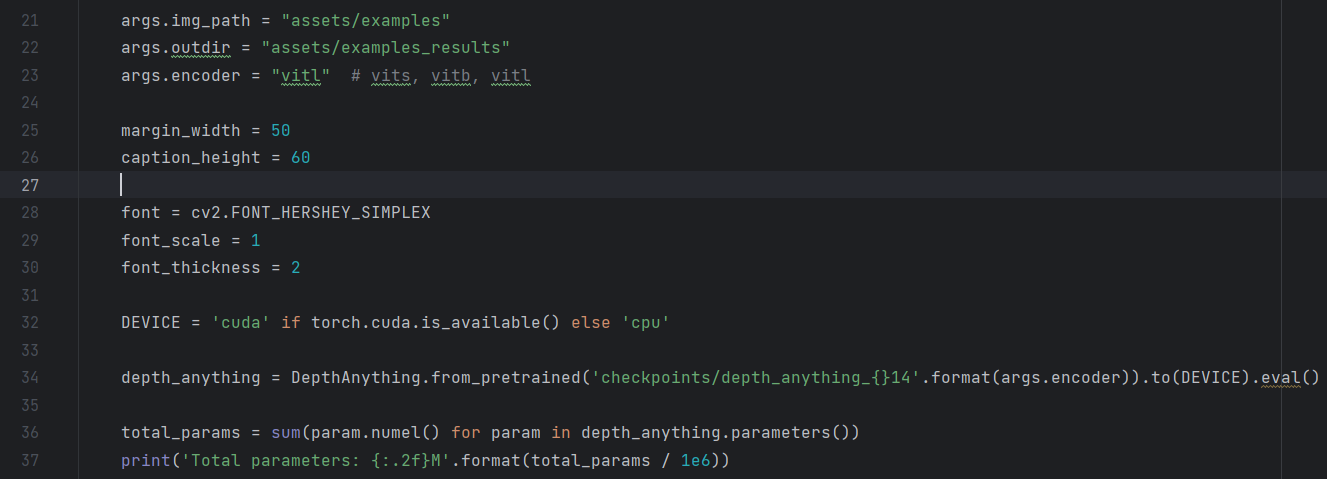 21 args.img_path = "assets/examples"
22 args.outdir = "assets/examples_results"
23 args.encoder = "vitl"  # vits, vitb, vitl
24
25 margin_width = 50
26 caption_height = 60
27
28 font = cv2.FONT_HERSHEY_SIMPLEX
29 font_scale = 1
30 font_thickness = 2
31
32 DEVICE = 'cuda' if torch.cuda.is_available() else 'cpu'
33
34 depth_anything = DepthAnything.from_pretrained('checkpoints/depth_anything_{}14'.format(args.encoder)).to(DEVICE).eval()
35
36 total_params = sum(param.numel() for param in depth_anything.parameters())
37 print('Total parameters: {:.2f}M'.format(total_params / 1e6))